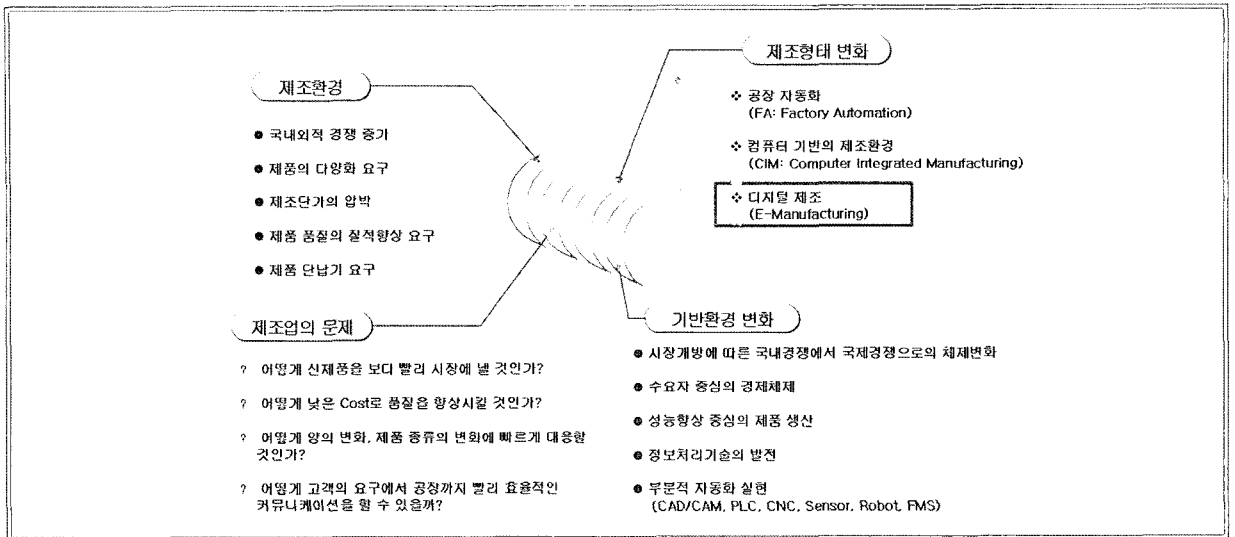 제조환경
● 국내외적 경쟁 증가
● 제품의 다양화 요구
● 제조단가의 압박
● 제품 품질의 질적향상 요구
● 제품 단납기 요구
제조형태 변화
❖ 공장 자동화
(FA: Factory Automation)
❖ 컴퓨터 기반의 제조환경
(CIM: Computer Integrated Manufacturing)
❖ 디지털 제조
(E-Manufacturing)
제조업의 문제
? 어떻게 신제품을 보다 빨리 시장에 낼 것인가?
? 어떻게 낮은 Cost로 품질을 향상시킬 것인가?
? 어떻게 양의 변화, 제품 종류의 변화에 빠르게 대응할
것인가?
? 어떻게 고객의 요구에서 공장까지 빨리 효율적인
커뮤니케이션을 할 수 있을까?
기반환경 변화
● 시장개방에 따른 국내경쟁에서 국제경쟁으로의 체제변화
● 수요자 중심의 경제체제
● 성능향상 중심의 제품 생산
● 정보처리기술의 발전
● 부분적 자동화 실현
(CAD/CAM, PLC, CNC, Sensor, Robot, FMS)